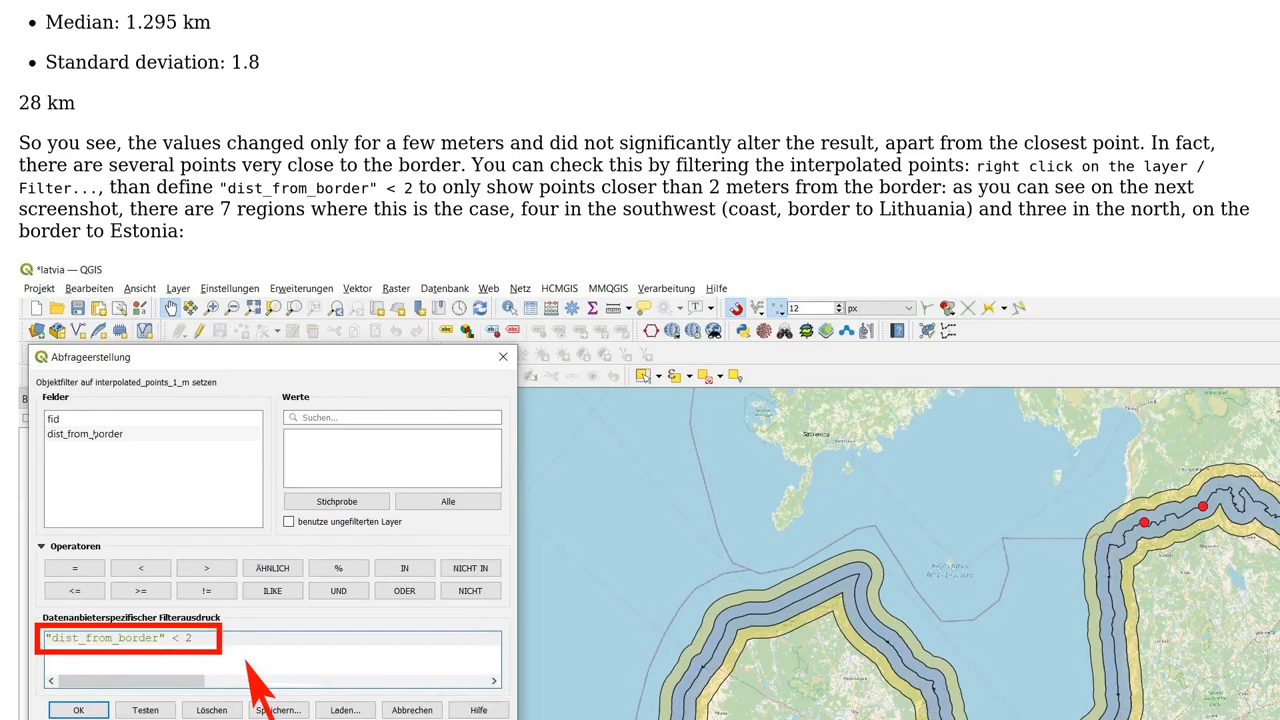 • Median: 1.295 km
• Standard deviation: 1.8
28 km
So you see, the values changed only for a few meters and did not significantly alter the result, apart from the closest point. In fact,
there are several points very close to the border. You can check this by filtering the interpolated points: right click on the layer /
Filter..., than define "dist_from_border" < 2 to only show points closer than 2 meters from the border: as you can see on the next
screenshot, there are 7 regions where this is the case, four in the southwest (coast, border to Lithuania) and three in the north, on the
border to Estonia:
*latvia — QGIS
Projekt Bearbeiten Ansicht Layer Einstellungen Erweiterungen Vektor Raster Datenbank Web Netz HCMGIS MMQGIS Verarbeitung Hilfe
12 px
abc abc
Abfrageerstellung
Objektfilter auf interpolated_points_1_m setzen
Felder Werte
fid Suchen...
dist_from_border
Stichprobe Alle
benutze ungefilterten Layer
Operatoren
= < > ÄHNLICH % IN NICHT IN
<= >= != ILIKE UND ODER NICHT
Datenanbieterspezifischer Filterausdruck
"dist_from_border" < 2
OK Testen Löschen Speichern... Laden... Abbrechen Hilfe